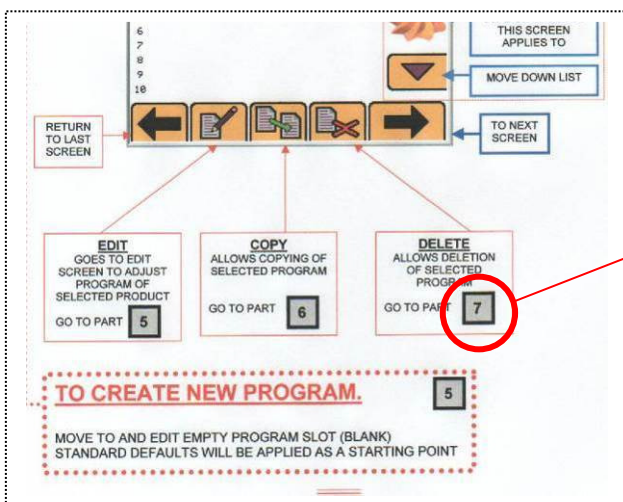 6
7
8
9
10
THIS SCREEN
APPLIES TO
MOVE DOWN LIST
RETURN
TO LAST
SCREEN
TO NEXT
SCREEN
EDIT
GOES TO EDIT
SCREEN TO ADJUST
PROGRAM OF
SELECTED PRODUCT
GO TO PART 5
COPY
ALLOWS COPYING OF
SELECTED PROGRAM
GO TO PART 6
DELETE
ALLOWS DELETION
OF SELECTED
PROGRAM
GO TO PART 7
TO CREATE NEW PROGRAM. 5
MOVE TO AND EDIT EMPTY PROGRAM SLOT (BLANK)
STANDARD DEFAULTS WILL BE APPLIED AS A STARTING POINT